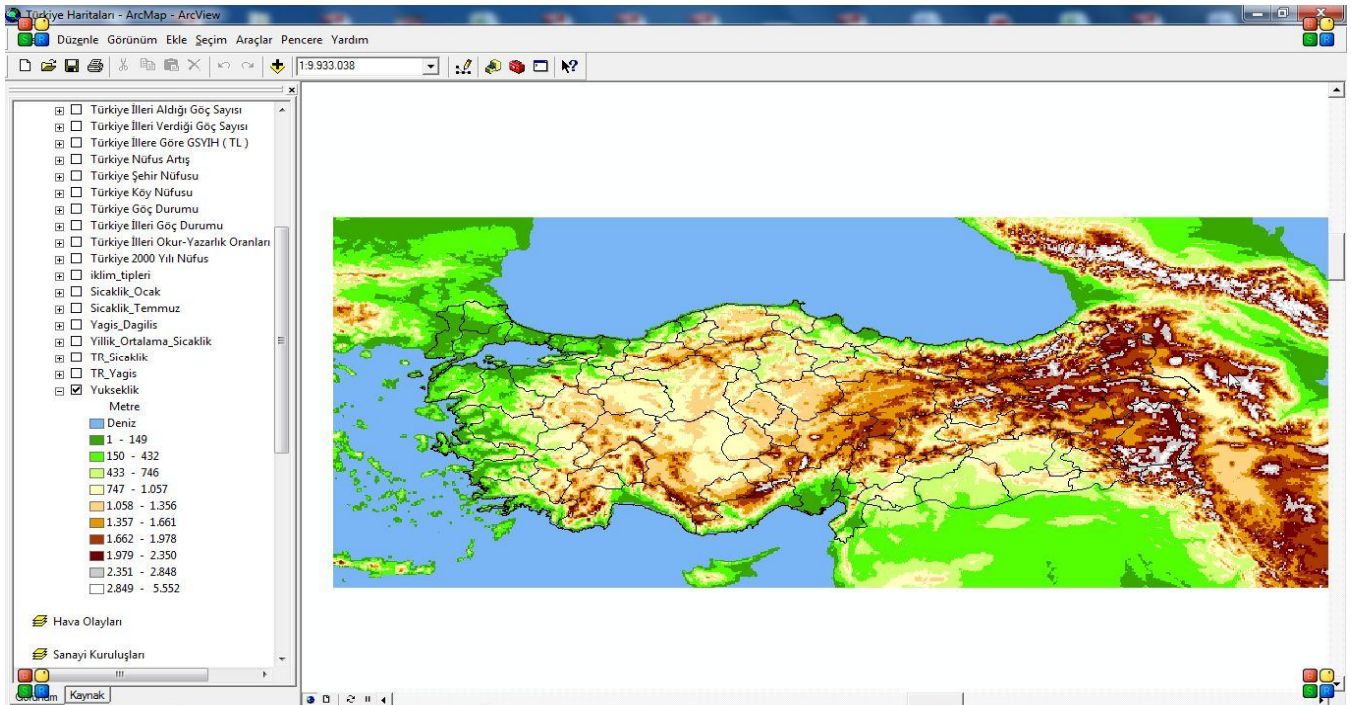 Türkiye Haritaları - ArcMap - ArcView
Düzenle Görünüm Ekle Seçim Araçlar Pencere Yardım
1:9.933.038
Türkiye İlleri Aldığı Göç Sayısı
Türkiye İlleri Verdiği Göç Sayısı
Türkiye İllere Göre GSYIH ( TL )
Türkiye Nüfus Artış
Türkiye Şehir Nüfusu
Türkiye Köy Nüfusu
Türkiye Göç Durumu
Türkiye İlleri Göç Durumu
Türkiye İlleri Okur-Yazarlık Oranları
Türkiye 2000 Yılı Nüfus
iklim_tipleri
Sicaklik_Ocak
Sicaklik_Temmuz
Yagis_Dagilis
Yillik_Ortalama_Sicaklik
TR_Sicaklik
TR_Yagis
Yukseklik
Metre
Deniz
1 - 149
150 - 432
433 - 746
747 - 1.057
1.058 - 1.356
1.357 - 1.661
1.662 - 1.978
1.979 - 2.350
2.351 - 2.848
2.849 - 5.552
Hava Olayları
Sanayi Kuruluşları
Kaynak